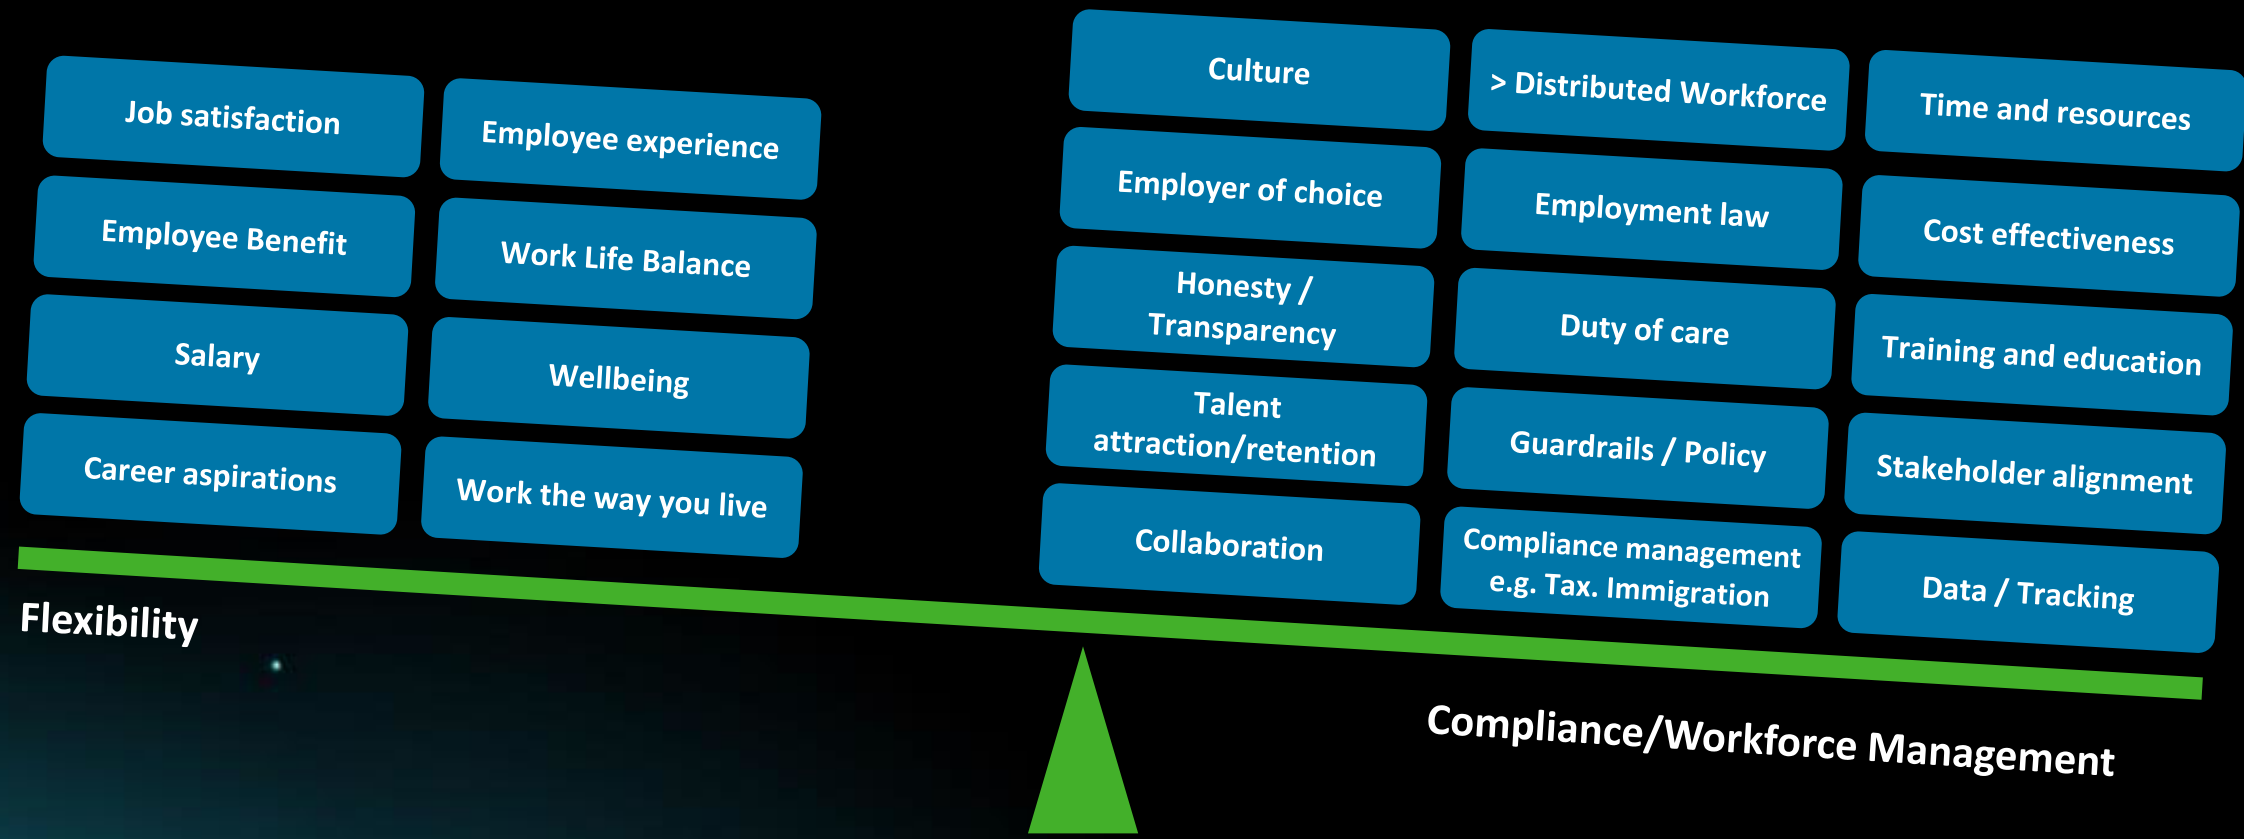 Job satisfaction
Employee experience
Employee Benefit
Work Life Balance
Salary
Wellbeing
Career aspirations
Work the way you live
Flexibility
Culture
> Distributed Workforce
Time and resources
Employer of choice
Employment law
Cost effectiveness
Honesty /
Transparency
Duty of care
Training and education
Talent
attraction/retention
Guardrails / Policy
Stakeholder alignment
Collaboration
Compliance management
e.g. Tax. Immigration
Data / Tracking
Compliance/Workforce Management